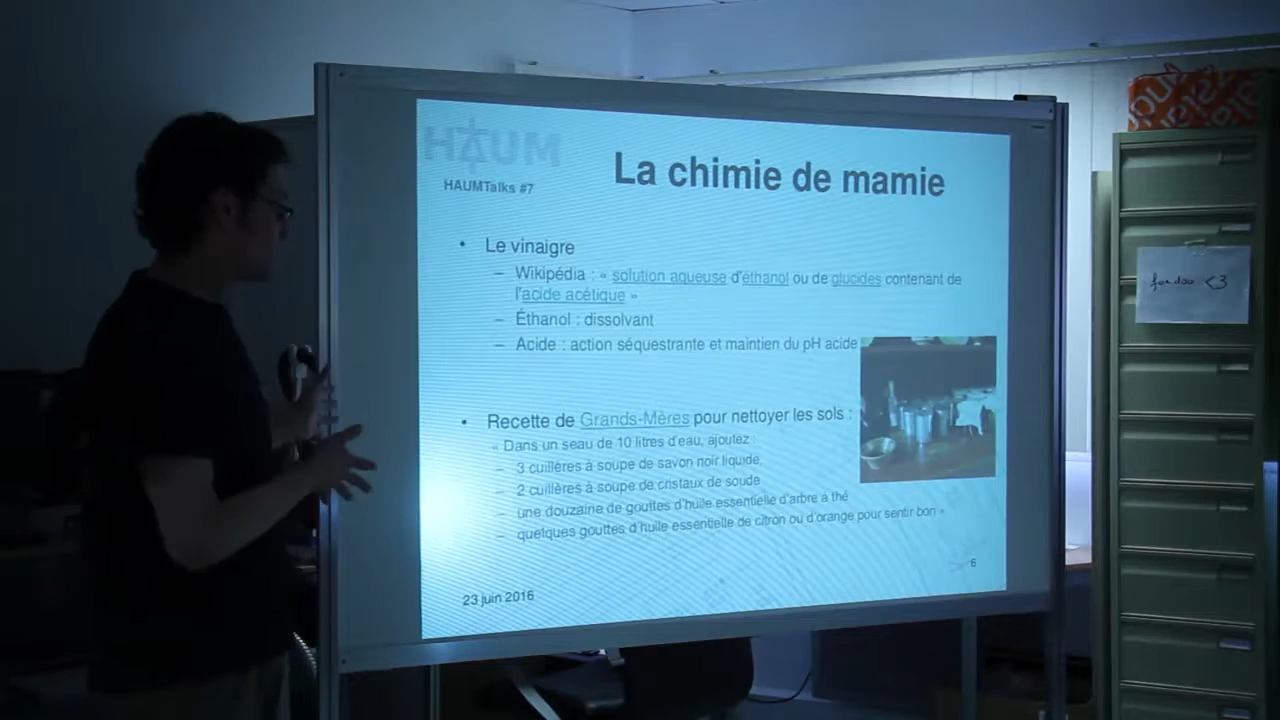 HAUM
HAUMTalks #7
La chimie de mamie
• Le vinaigre
– Wikipédia : « solution aqueuse d'éthanol ou de glucides contenant de
l'acide acétique »
– Éthanol : dissolvant
– Acide : action séquestrante et maintien du pH acide
• Recette de Grands-Mères pour nettoyer les sols :
« Dans un seau de 10 litres d'eau, ajoutez :
– 3 cuillères à soupe de savon noir liquide,
– 2 cuillères à soupe de cristaux de soude
– une douzaine de gouttes d'huile essentielle d'arbre à thé
– quelques gouttes d'huile essentielle de citron ou d'orange pour sentir bon »
6
23 juin 2016
<3